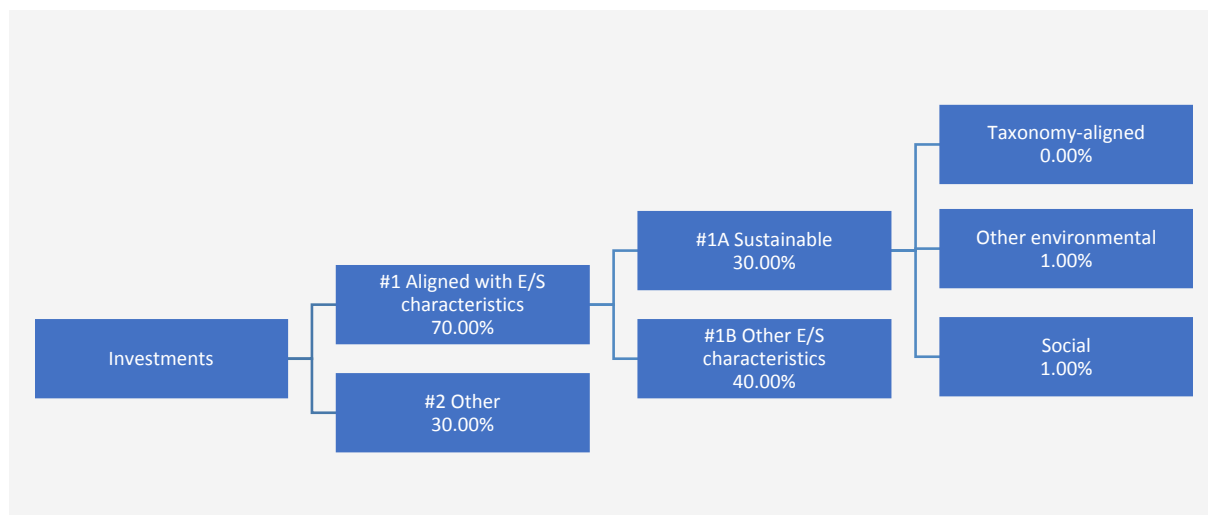 Investments
#1 Aligned with E/S
characteristics
70.00%
#2 Other
30.00%
#1A Sustainable
30.00%
#1B Other E/S
characteristics
40.00%
Taxonomy-aligned
0.00%
Other environmental
1.00%
Social
1.00%